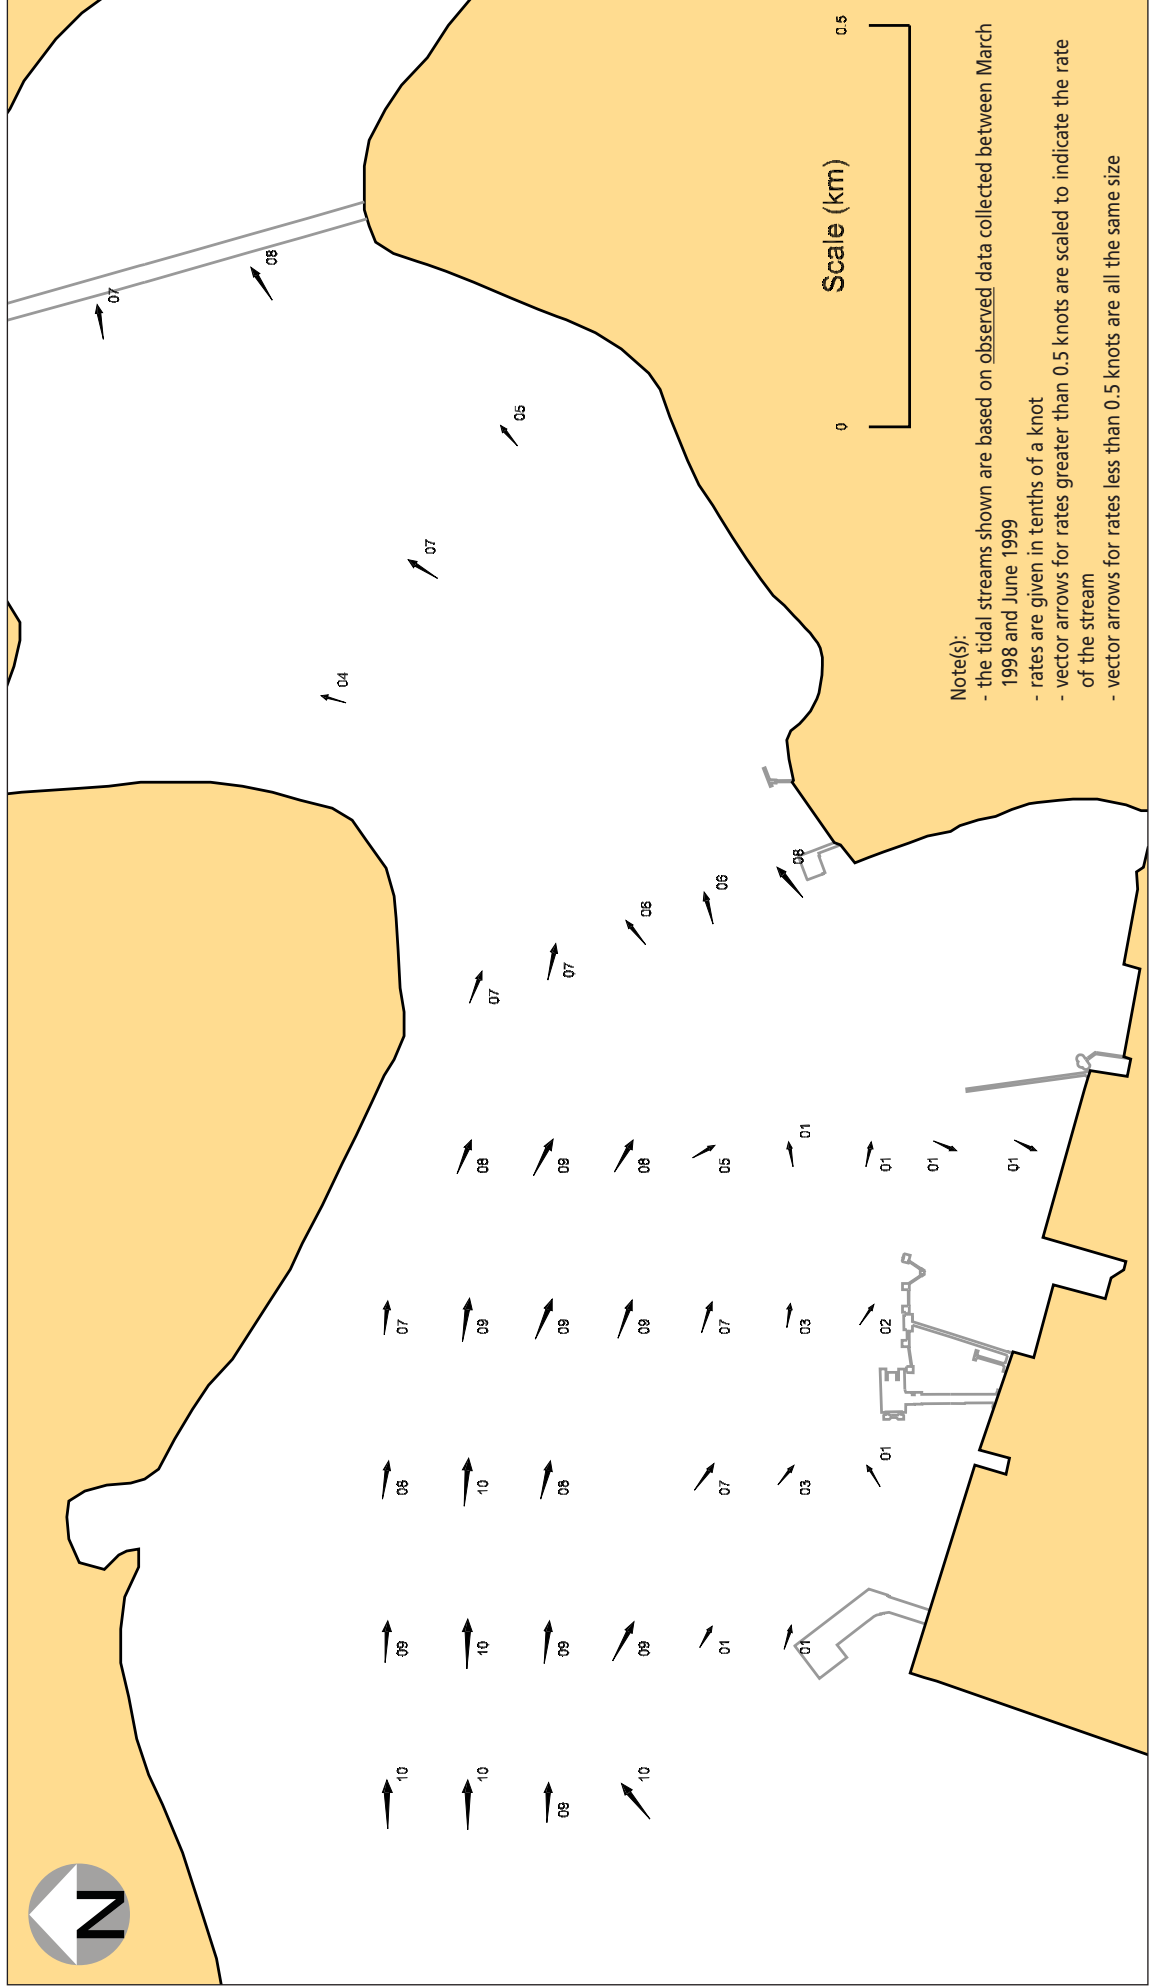 N
07
08
04
10 09 08 07
07
10 10 10 09 08 07
05
09 09 08 09 09 07
10 09 09 08 06
01 07 07 05 06
01 03 03 01 08
01 02 01
01
01
Scale (km)
0 0.5
Note(s):
- the tidal streams shown are based on observed data collected between March
1998 and June 1999
- rates are given in tenths of a knot
- vector arrows for rates greater than 0.5 knots are scaled to indicate the rate
of the stream
- vector arrows for rates less than 0.5 knots are all the same size